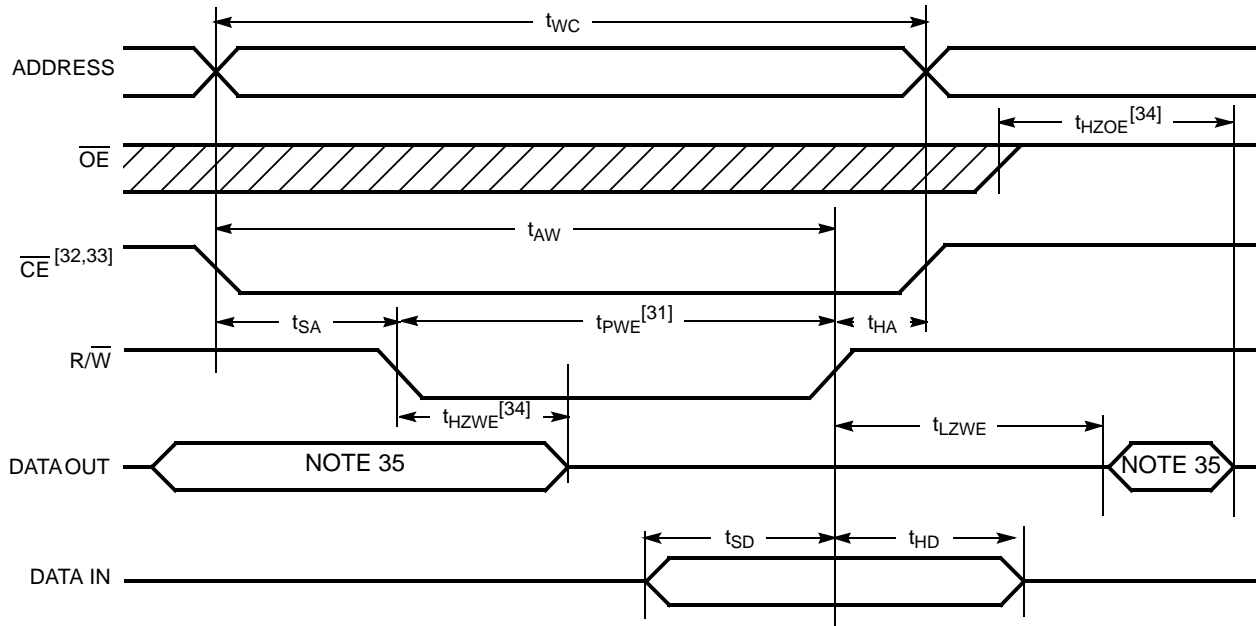 tWC
ADDRESS
tHZOE[34]
OE
tAW
CE [32,33]
tSA
tPWE[31]
tHA
R/W
tHZWE[34]
tLZWE
DATA OUT
NOTE 35
NOTE 35
tSD
tHD
DATA IN